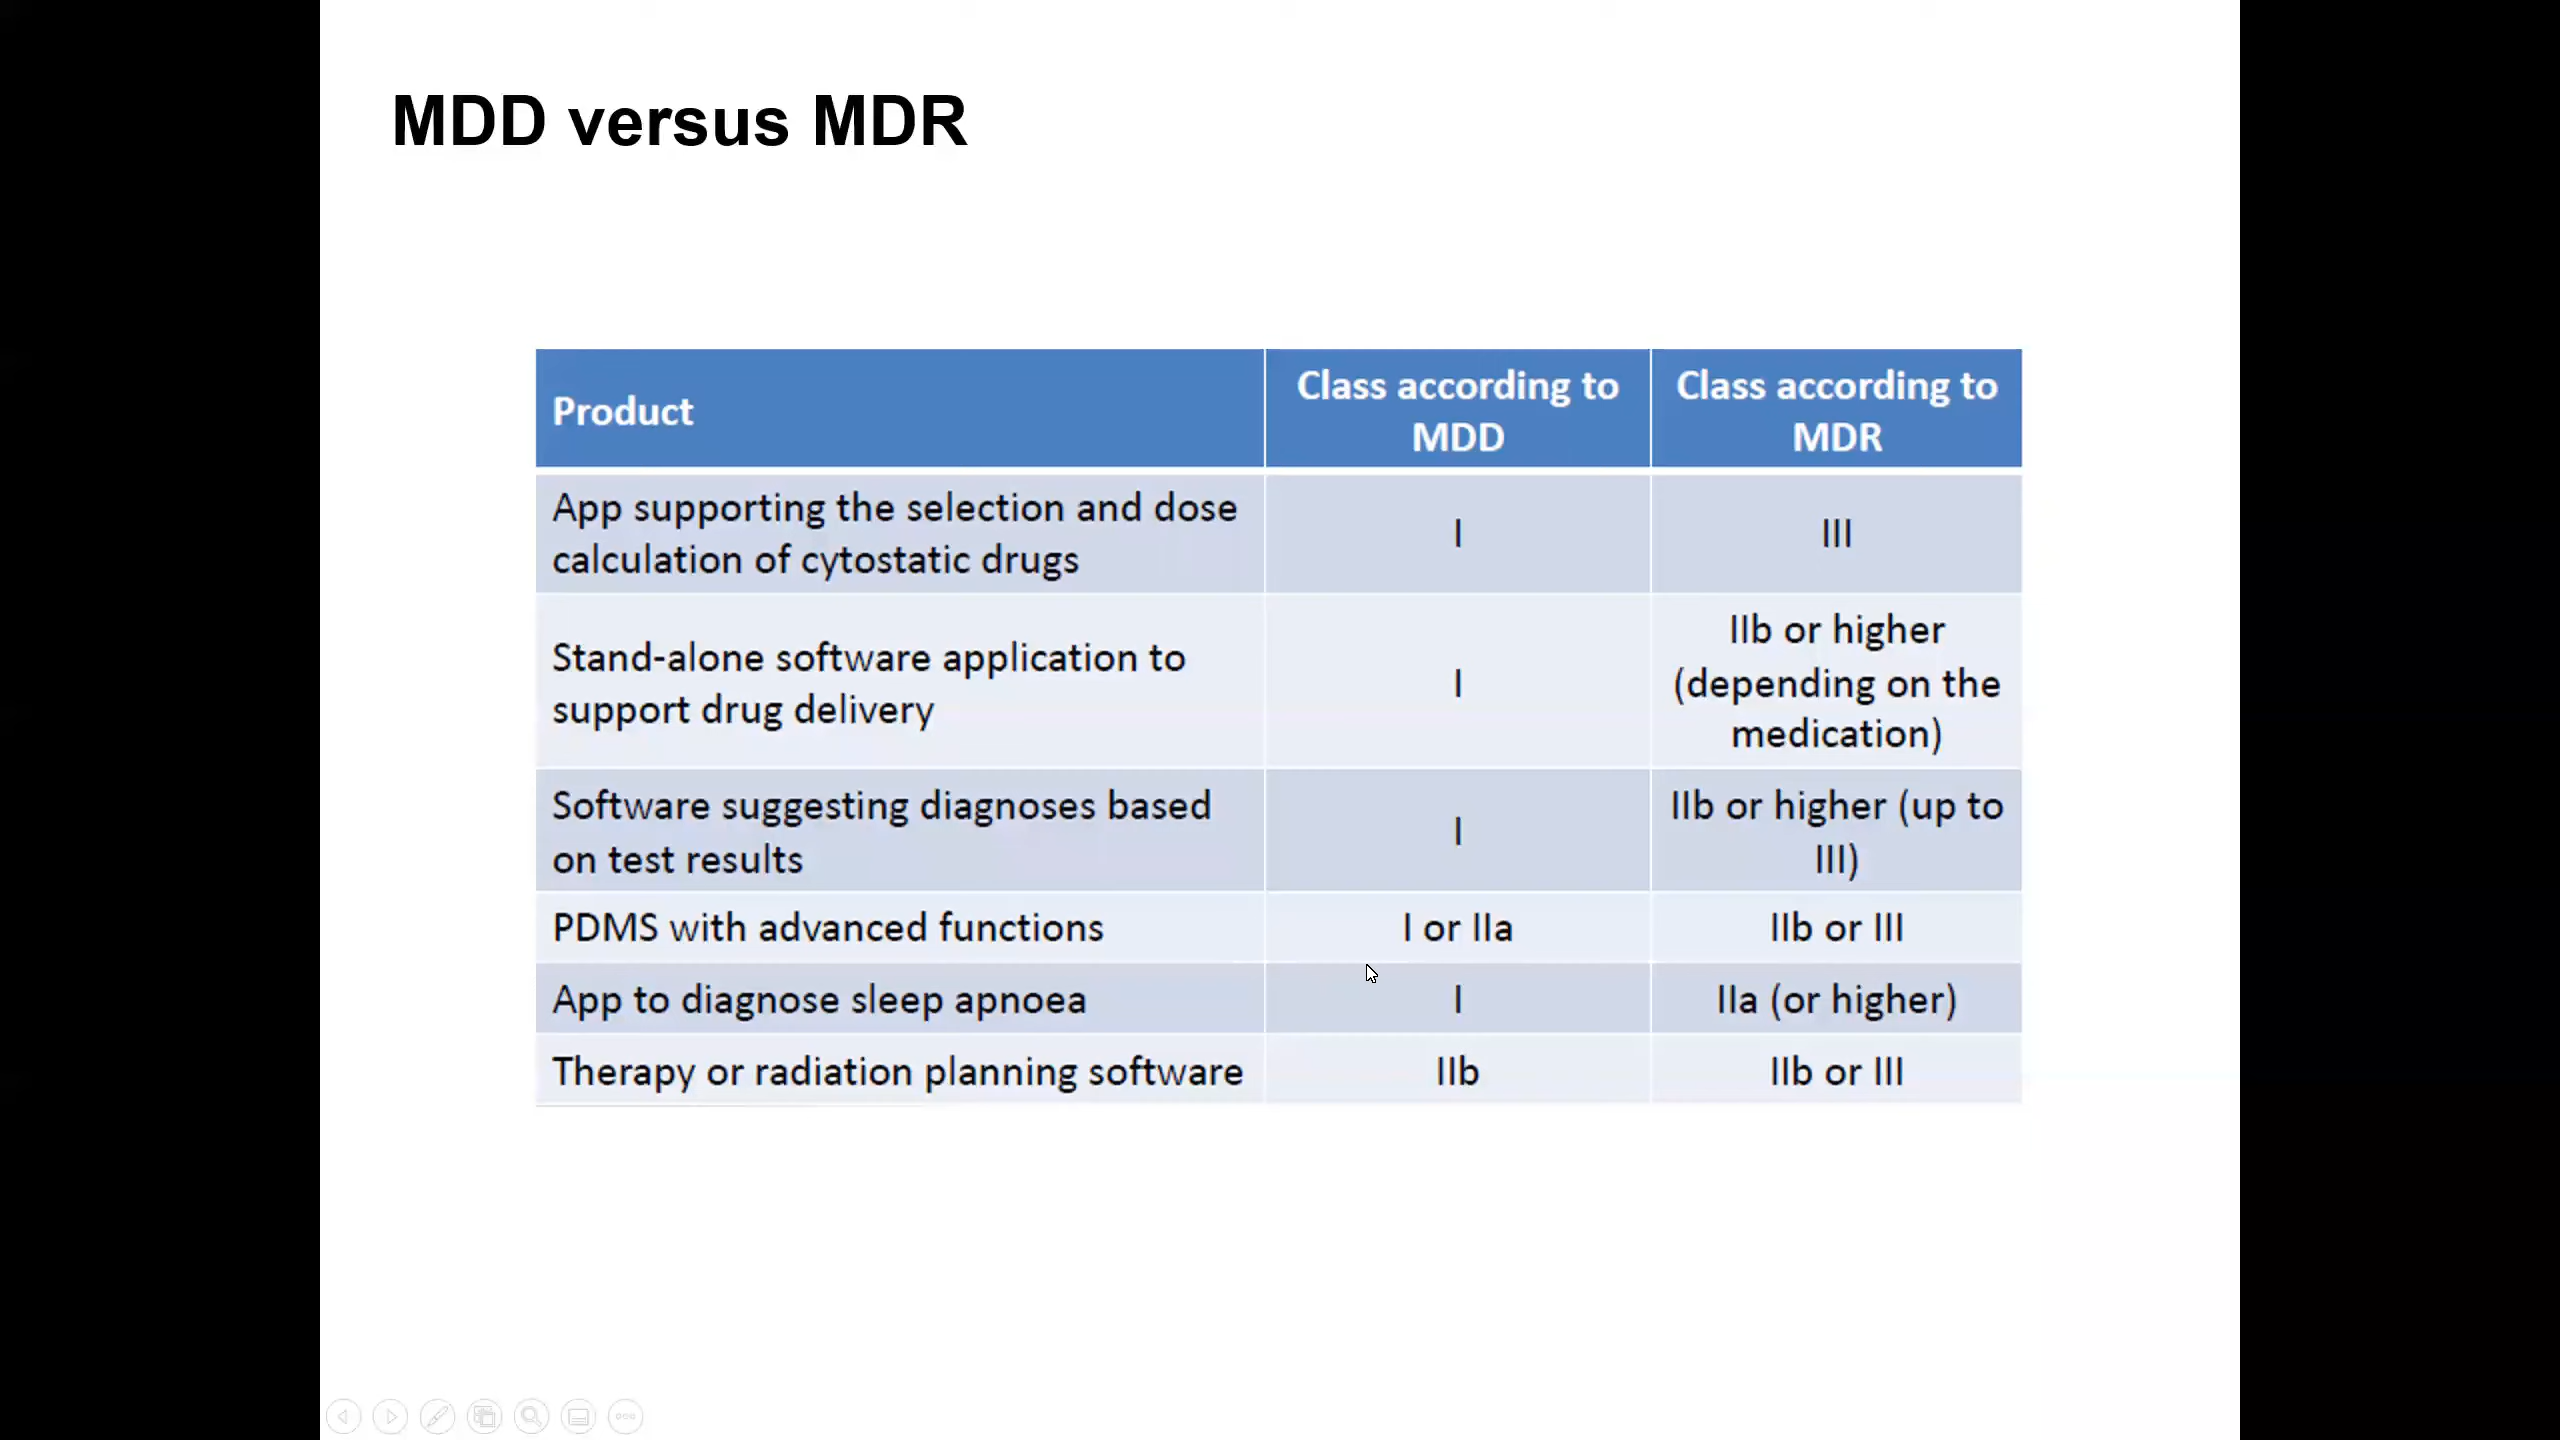 MDD versus MDR
Product
Class according to
MDD
Class according to
MDR
App supporting the selection and dose
calculation of cytostatic drugs
I
III
Stand-alone software application to
support drug delivery
I
IIb or higher
(depending on the
medication)
Software suggesting diagnoses based
on test results
I
IIb or higher (up to
III)
PDMS with advanced functions
I or IIa
IIb or III
App to diagnose sleep apnoea
I
IIa (or higher)
Therapy or radiation planning software
IIb
IIb or III